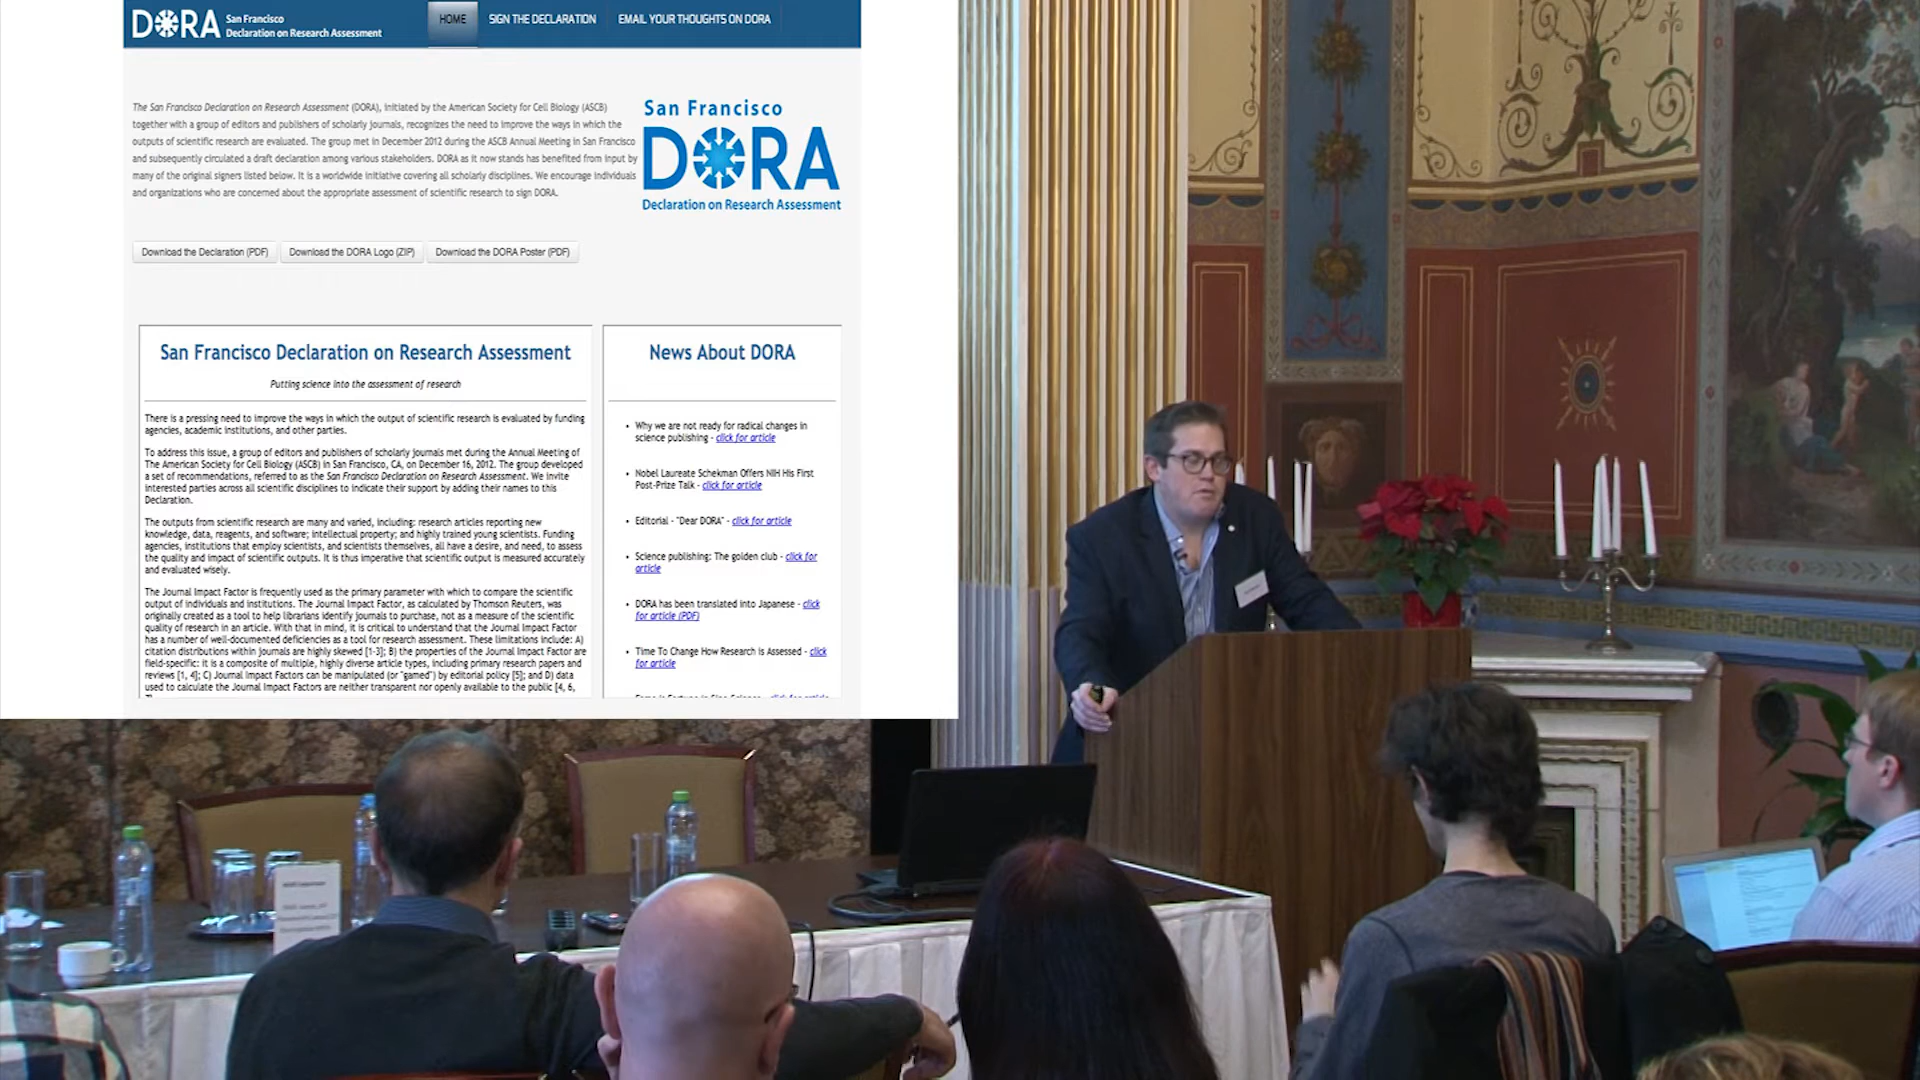 DORA San Francisco
Declaration on Research Assessment
HOME SIGN THE DECLARATION EMAIL YOUR THOUGHTS ON DORA
The San Francisco Declaration on Research Assessment (DORA), initiated by the American Society for Cell Biology (ASCB)
together with a group of editors and publishers of scholarly journals, recognizes the need to improve the ways in which the
outputs of scientific research are evaluated. The group met in December 2012 during the ASCB Annual Meeting in San Francisco
and subsequently circulated a draft declaration among various stakeholders. DORA as it now stands has benefited from input by
many of the original signers listed below. It is a worldwide initiative covering all scholarly disciplines. We encourage individuals
and organizations who are concerned about the appropriate assessment of scientific research to sign DORA.
San Francisco
DORA
Declaration on Research Assessment
Download the Declaration (PDF) Download the DORA Logo (ZIP) Download the DORA Poster (PDF)
San Francisco Declaration on Research Assessment
Putting science into the assessment of research
There is a pressing need to improve the ways in which the output of scientific research is evaluated by funding
agencies, academic institutions, and other parties.
To address this issue, a group of editors and publishers of scholarly journals met during the Annual Meeting of
The American Society for Cell Biology (ASCB) in San Francisco, CA, on December 16, 2012. The group developed
a set of recommendations, referred to as the San Francisco Declaration on Research Assessment. We invite
interested parties across all scientific disciplines to indicate their support by adding their names to this
Declaration.
The outputs from scientific research are many and varied, including: research articles reporting new
knowledge, data, reagents, and software; intellectual property; and highly trained young scientists. Funding
agencies, institutions that employ scientists, and scientists themselves, all have a desire, and need, to assess
the quality and impact of scientific outputs. It is thus imperative that scientific output is measured accurately
and evaluated wisely.
The Journal Impact Factor is frequently used as the primary parameter with which to compare the scientific
output of individuals and institutions. The Journal Impact Factor, as calculated by Thomson Reuters, was
originally created as a tool to help librarians identify journals to purchase, not as a measure of the scientific
quality of research in an article. With that in mind, it is critical to understand that the Journal Impact Factor
has a number of well-documented deficiencies as a tool for research assessment. These limitations include: A)
citation distributions within journals are highly skewed [1-3]; B) the properties of the Journal Impact Factor are
field-specific: it is a composite of multiple, highly diverse article types, including primary research papers and
reviews [1, 4]; C) Journal Impact Factors can be manipulated (or "gamed") by editorial policy [5]; and D) data
used to calculate the Journal Impact Factors are neither transparent nor openly available to the public [4, 6,
News About DORA
• Why we are not ready for radical changes in
science publishing - click for article
• Nobel Laureate Schekman Offers NIH His First
Post-Prize Talk - click for article
• Editorial - "Dear DORA" - click for article
• Science publishing: The golden club - click for
article
• DORA has been translated into Japanese - click
for article (PDF)
• Time To Change How Research is Assessed - click
for article